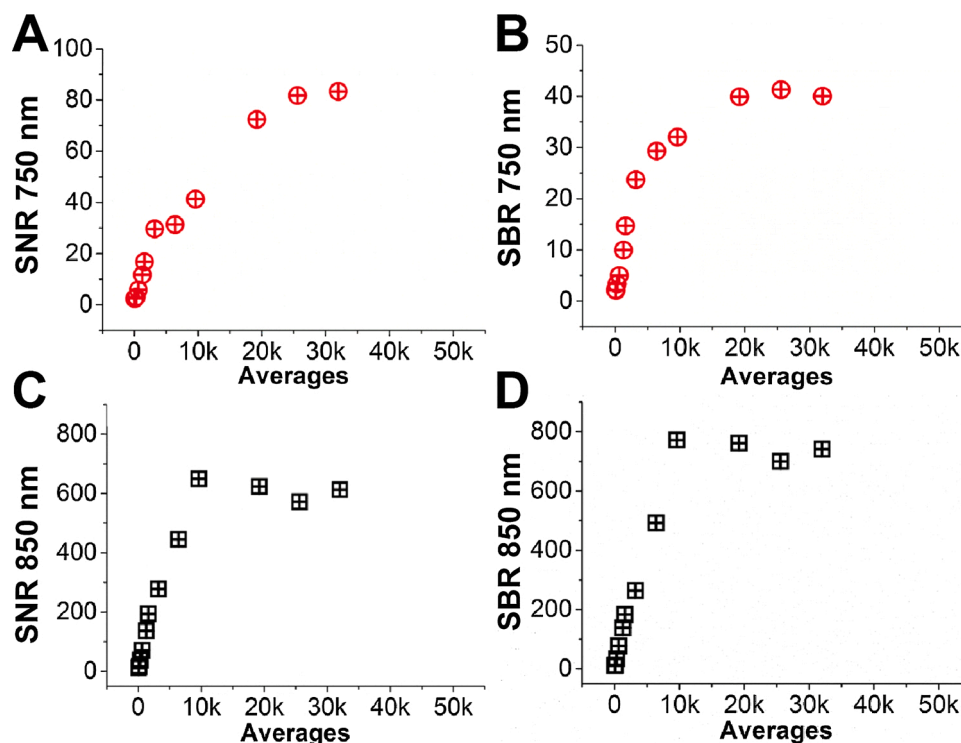 A
SNR 750 nm
100
80
60
40
20
0
0 10k 20k 30k 40k 50k
Averages
B
SBR 750 nm
50
40
30
20
10
0
0 10k 20k 30k 40k 50k
Averages
C
SNR 850 nm
800
600
400
200
0
0 10k 20k 30k 40k 50k
Averages
D
SBR 850 nm
800
600
400
200
0
0 10k 20k 30k 40k 50k
Averages